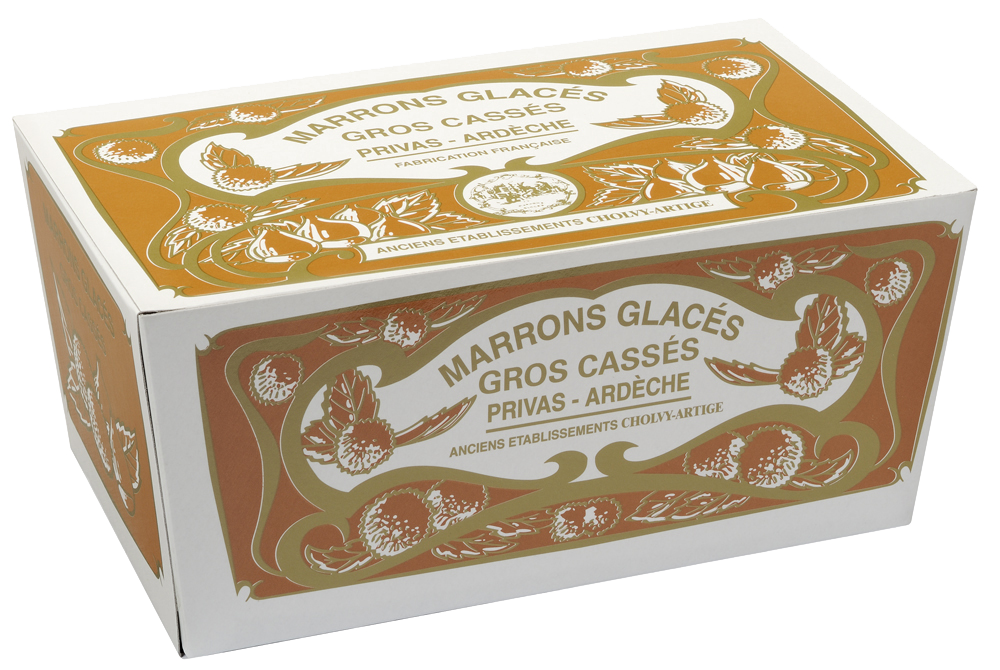 MARRONS GLACÉS
GROS CASSÉS
PRIVAS - ARDÈCHE
FABRICATION FRANÇAISE
ANCIENS ETABLISSEMENTS CHOLVY-ARTIGE
MARRONS GLACÉS
GROS CASSÉS
PRIVAS - ARDÈCHE
ANCIENS ETABLISSEMENTS CHOLVY-ARTIGE